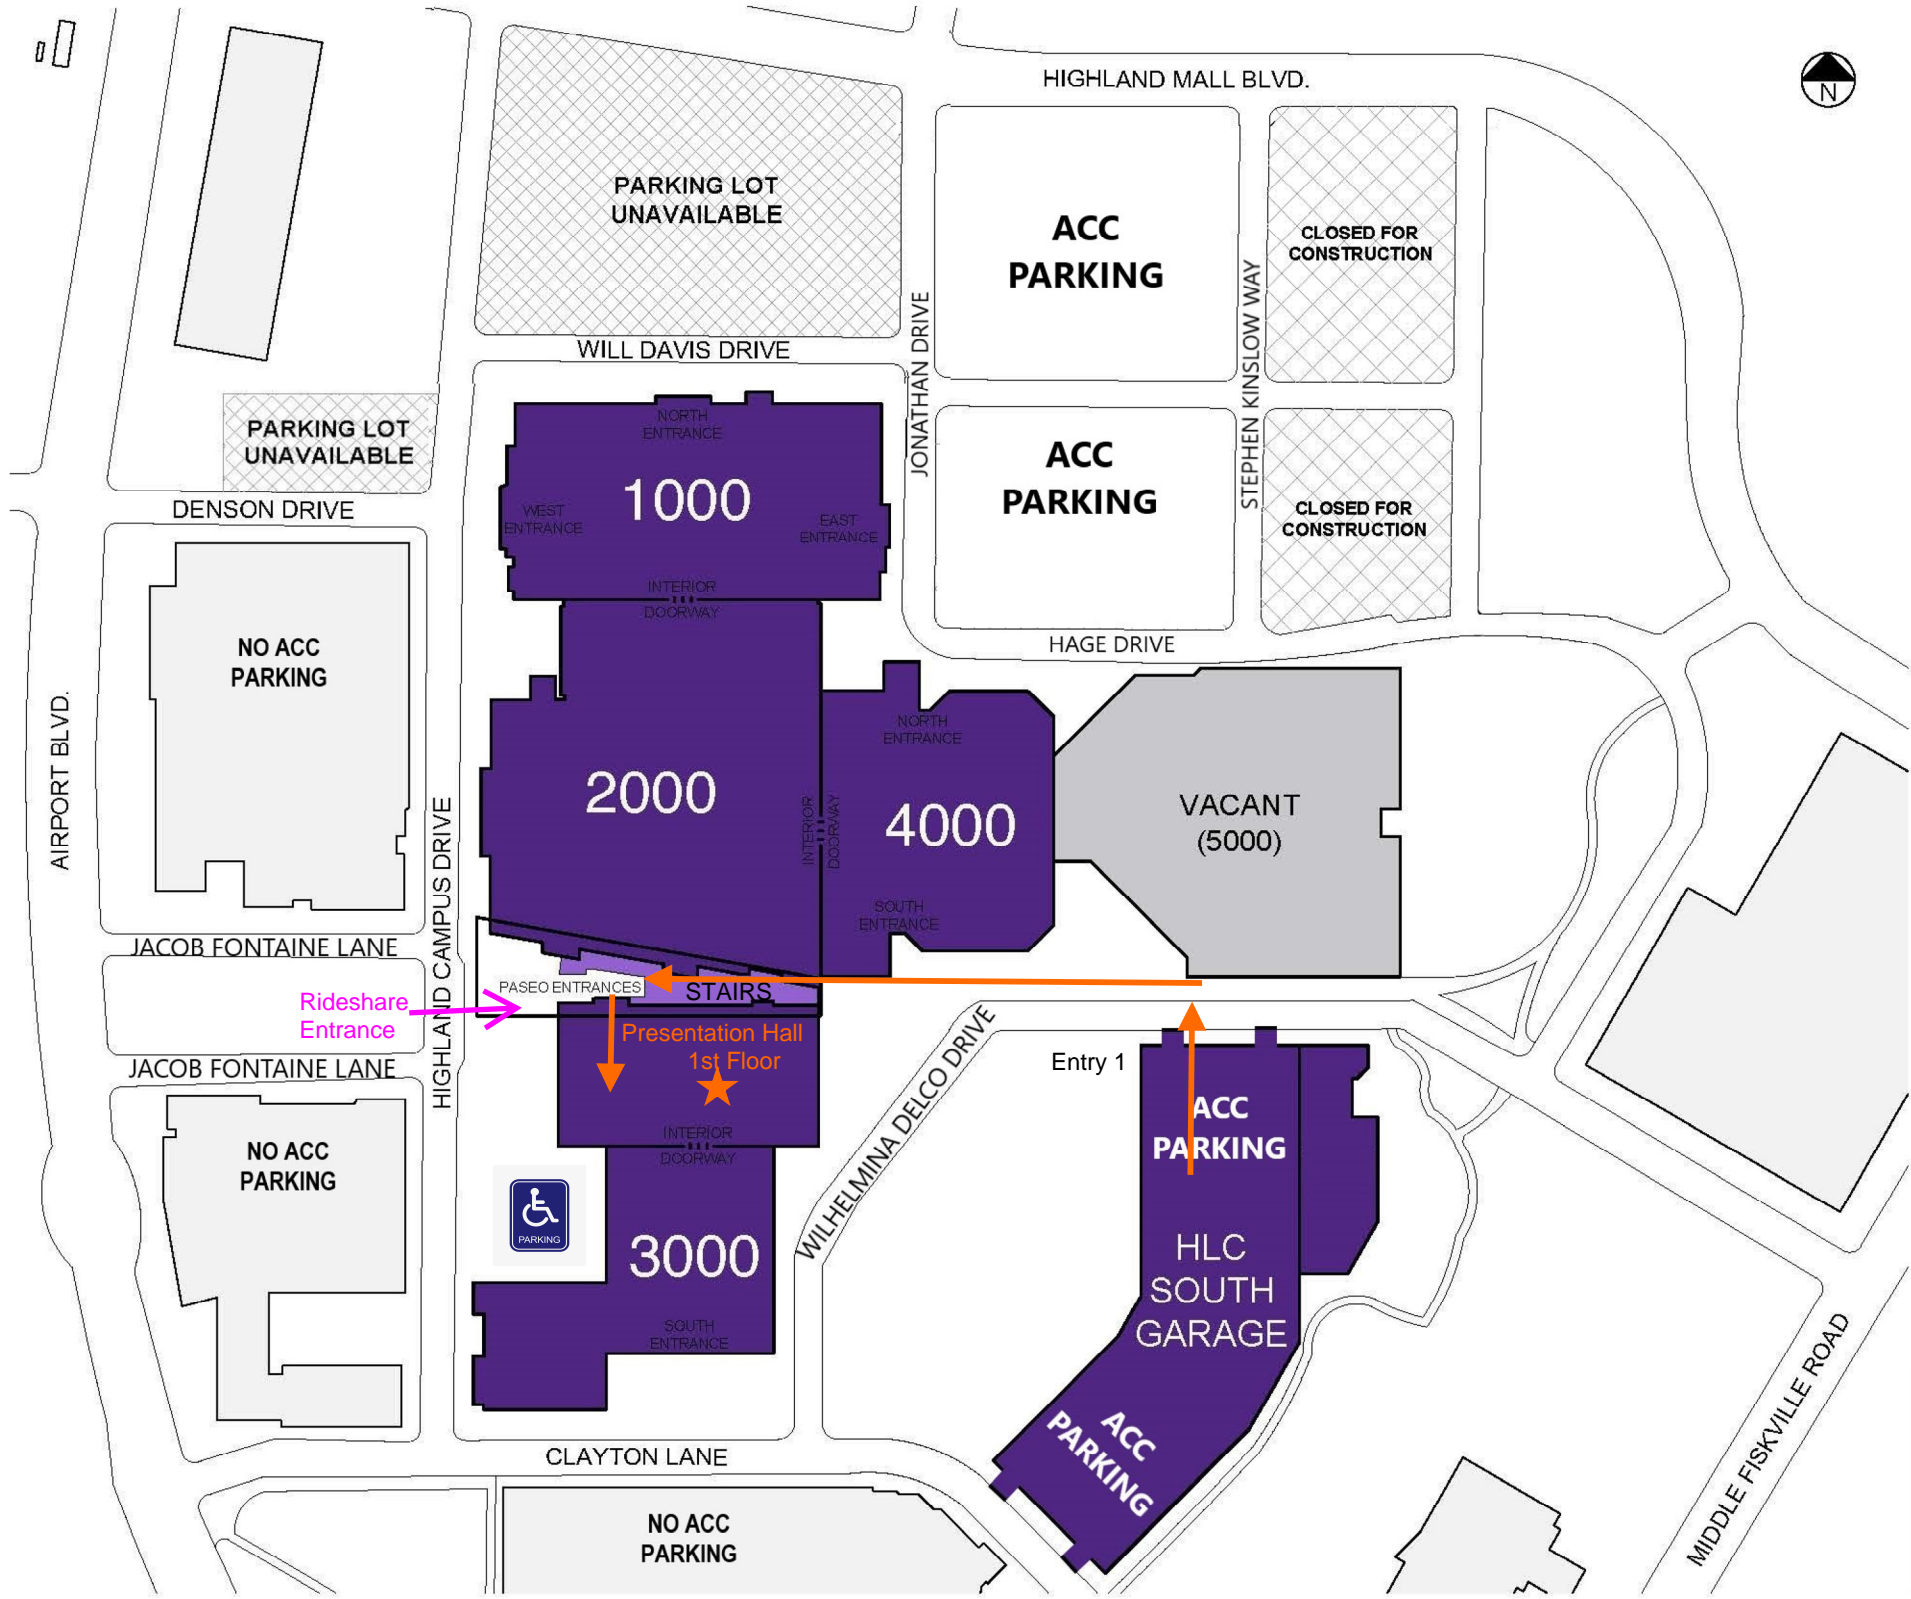 HIGHLAND MALL BLVD.
N
PARKING LOT
UNAVAILABLE
ACC
PARKING
CLOSED FOR
CONSTRUCTION
JONATHAN DRIVE
STEPHEN KINSLOW WAY
WILL DAVIS DRIVE
PARKING LOT
UNAVAILABLE
NORTH
ENTRANCE
ACC
PARKING
DENSON DRIVE
1000
WEST
ENTRANCE
EAST
ENTRANCE
CLOSED FOR
CONSTRUCTION
INTERIOR
DOORWAY
NO ACC
PARKING
HAGE DRIVE
AIRPORT BLVD.
NORTH
ENTRANCE
2000
INTERIOR
DOORWAY
4000
VACANT
(5000)
HIGHLAND CAMPUS DRIVE
SOUTH
ENTRANCE
JACOB FONTAINE LANE
PASEO ENTRANCES
STAIRS
Rideshare
Entrance
Presentation Hall
1st Floor
WILHELMINA DELCO DRIVE
Entry 1
JACOB FONTAINE LANE
ACC
PARKING
INTERIOR
DOORWAY
NO ACC
PARKING
PARKING
3000
HLC
SOUTH
GARAGE
SOUTH
ENTRANCE
MIDDLE FISKVILLE ROAD
ACC
PARKING
CLAYTON LANE
NO ACC
PARKING